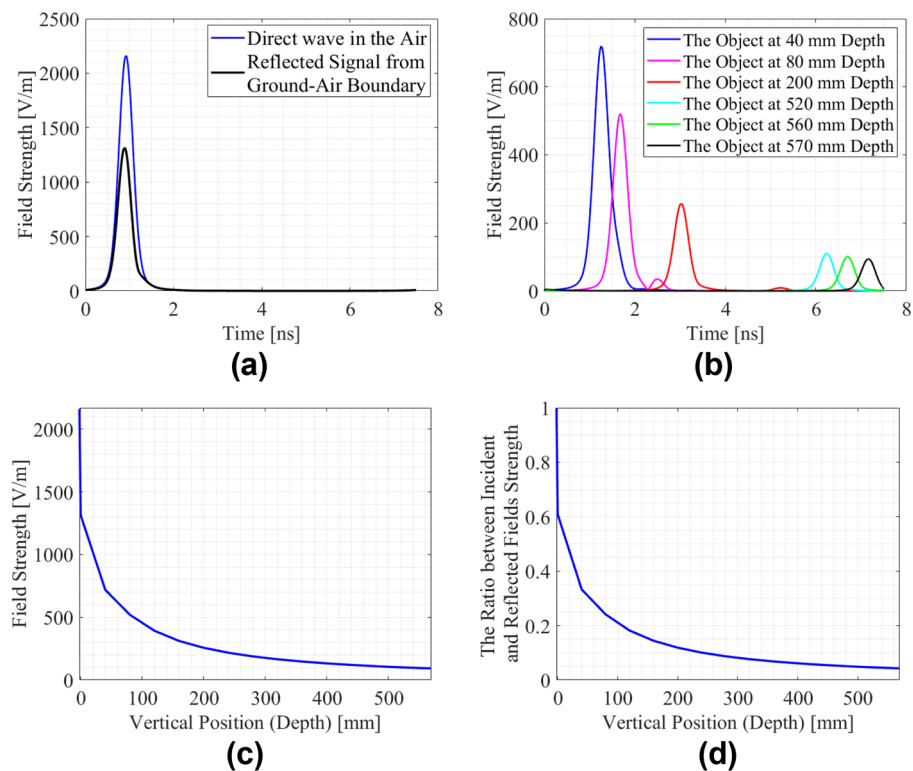 2500
2000
1500
1000
500
0
Field Strength [V/m]
Direct wave in the Air
Reflected Signal from
Ground-Air Boundary
0 2 4 6 8
Time [ns]
(a)
800
600
400
200
0
Field Strength [V/m]
The Object at 40 mm Depth
The Object at 80 mm Depth
The Object at 200 mm Depth
The Object at 520 mm Depth
The Object at 560 mm Depth
The Object at 570 mm Depth
0 2 4 6 8
Time [ns]
(b)
2000
1500
1000
500
0
Field Strength [V/m]
0 100 200 300 400 500
Vertical Position (Depth) [mm]
(c)
1
0.8
0.6
0.4
0.2
0
The Ratio between Incident
and Reflected Fields Strength
0 100 200 300 400 500
Vertical Position (Depth) [mm]
(d)